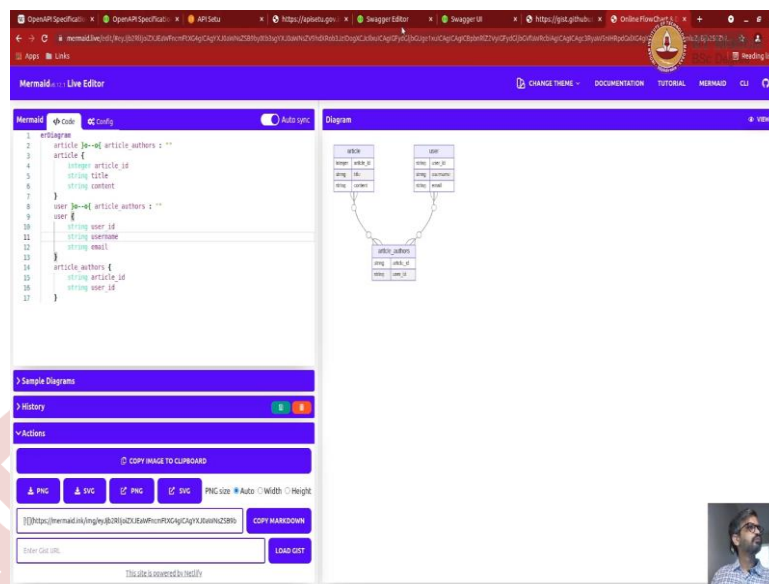 OpenAPI Specificatio × OpenAPI Specificatio × API Setu × https://apisetu.gov.i × Swagger Editor × Swagger UI × https://gist.githubu × Online FlowChart & ×
Apps Links Reading
Mermaid v8.12.1 Live Editor CHANGE THEME DOCUMENTATION TUTORIAL MERMAID CLI
Mermaid Code Config Auto sync Diagram VIEW
1 erDiagram
2 article }o--o{ article_authors : ""
3 article {
4 integer article_id
5 string title
6 string content
7 }
8 user }o--o{ article_authors : ""
9 user {
10 string user_id
11 string username
12 string email
13 }
14 article_authors {
15 string article_id
16 string user_id
17 }
article user
integer article_id string user_id
string title string username
string content string email
article_authors
string article_id
string user_id
Sample Diagrams
History
Actions
COPY IMAGE TO CLIPBOARD
PNG SVG PNG SVG PNG size Auto Width Height
COPY MARKDOWN
Enter Gist URL LOAD GIST
This site is powered by Netlify